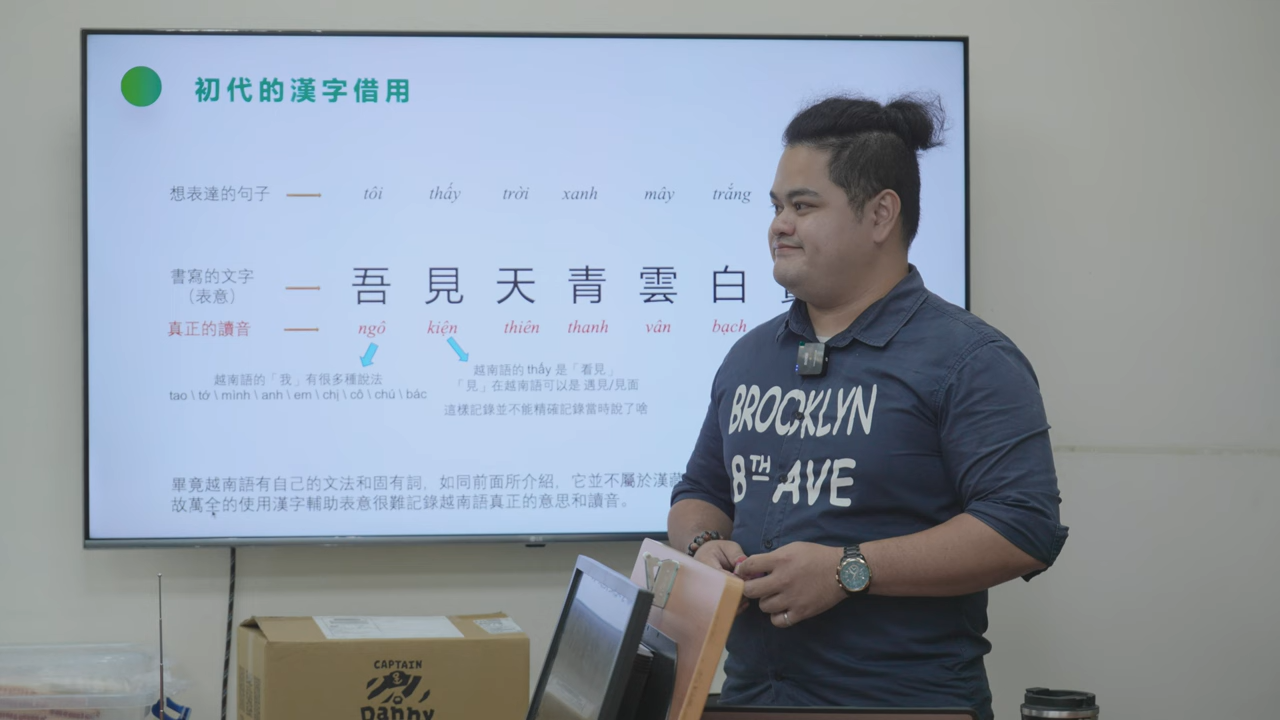 初代的漢字借用
想表達的句子 tôi thấy trời xanh mây trắng
書寫的文字 吾 見 天 青 雲 白
（表意）
真正的讀音 ngô kiện thiên thanh vân bạch
越南語的「我」有很多種說法
tao \ tớ \ mình \ anh \ em \ chị \ cô \ chú \ bác
越南語的 thấy 是「看見」
「見」在越南語可以是 遇見/見面
這樣記錄並不能精確記錄當時說了啥
畢竟越南語有自己的文法和固有詞，如同前面所介紹，它並不屬於漢藏
故萬全的使用漢字輔助表意很難記錄越南語真正的意思和讀音。
LG
BROOKLYN
8TH AVE
CAPTAIN
Danny